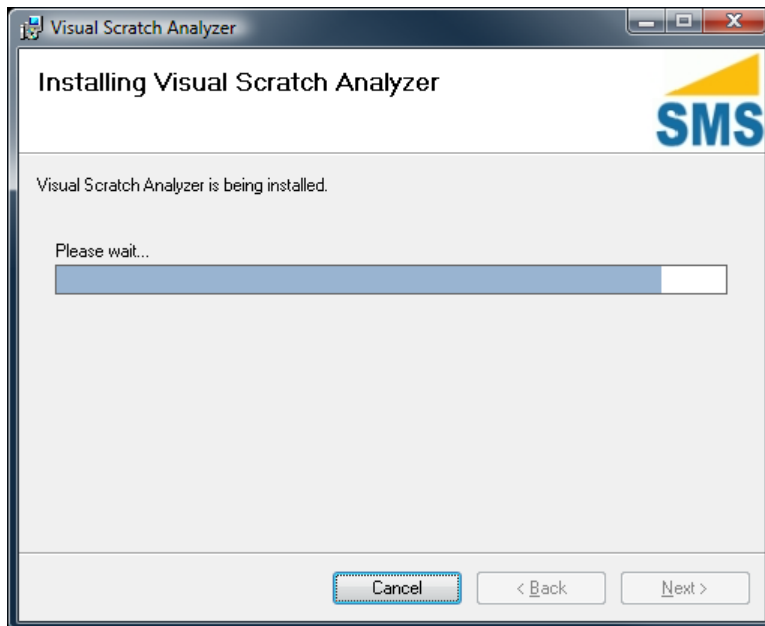 Visual Scratch Analyzer
Installing Visual Scratch Analyzer
SMS
Visual Scratch Analyzer is being installed.
Please wait...
Cancel
< Back
Next >